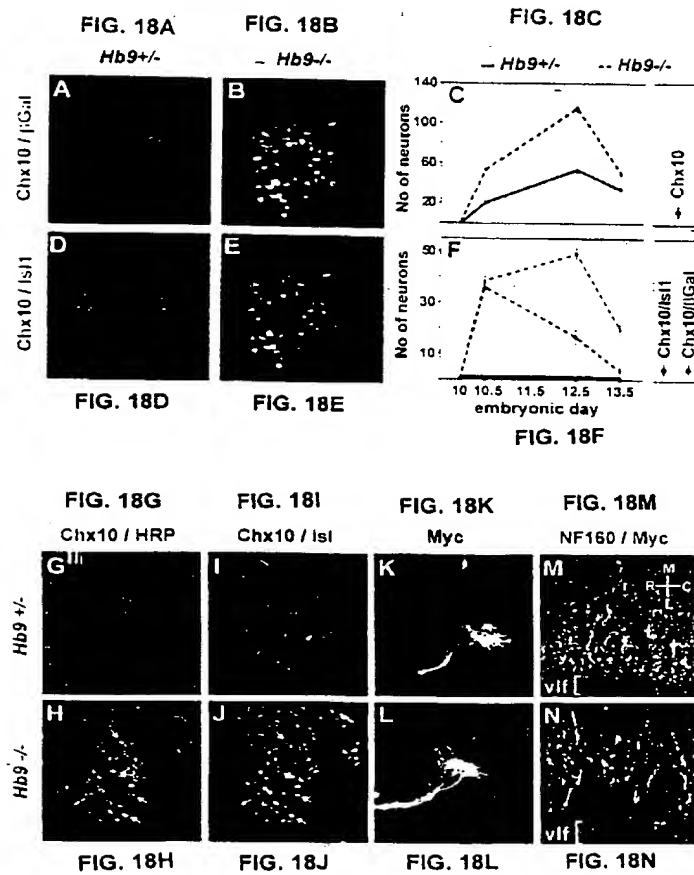 FIG. 18A FIG. 18B FIG. 18C
Hb9+/- – Hb9-/- – Hb9+/- -- Hb9-/-
Chx10 / βGal
A
B
No of neurons
140
100
60
20
C
Chx10
Chx10/Isl1
D
E
No of neurons
50
30
10
F
Chx10/Isl1
Chx10/βGal
10 10.5 11.5 12.5 13.5
embryonic day
FIG. 18D FIG. 18E
FIG. 18F
FIG. 18G FIG. 18I FIG. 18K FIG. 18M
Chx10 / HRP Chx10 / Isl Myc NF160 / Myc
Hb9 +/-
G
I
K
M
M
R C
L
vlf
Hb9 -/-
H
J
L
N
vlf
FIG. 18H FIG. 18J FIG. 18L FIG. 18N